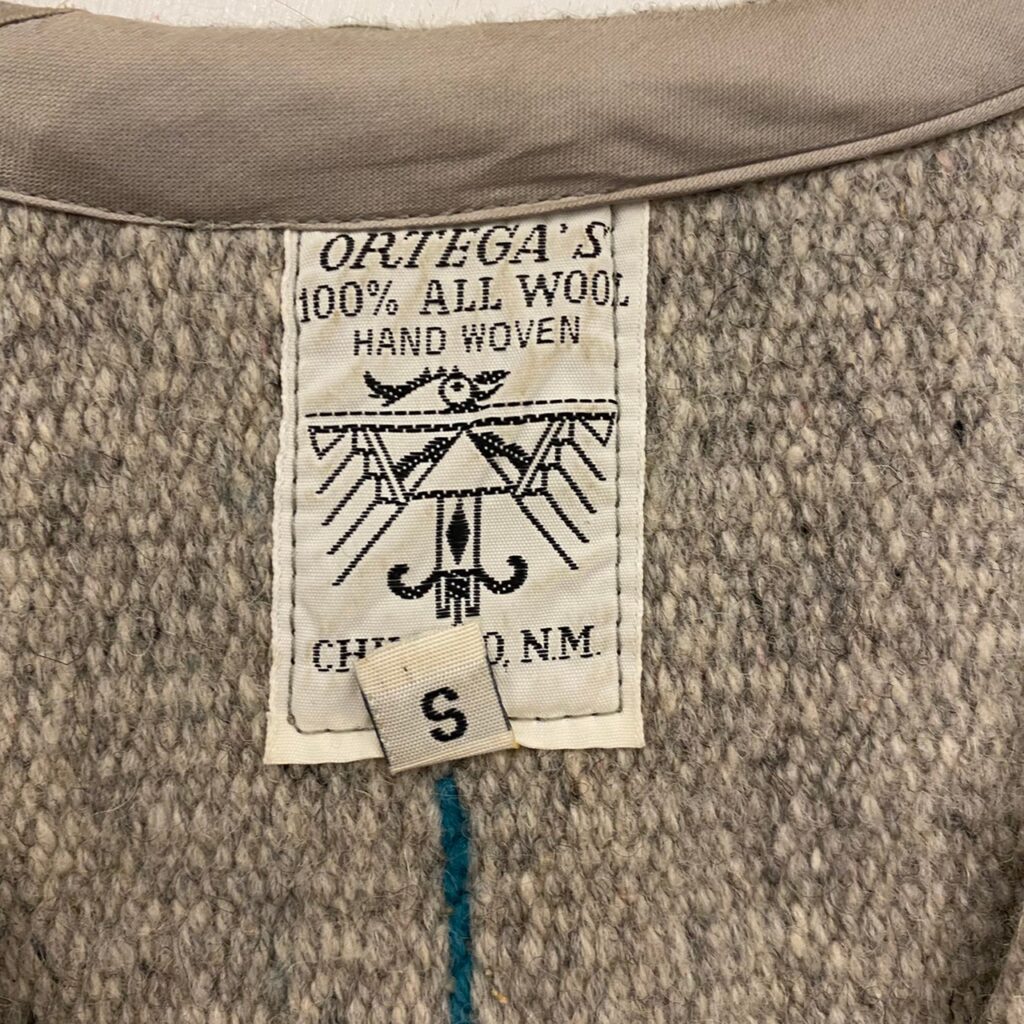 ORTEGA'S
100% ALL WOOL
HAND WOVEN
N.M.
S